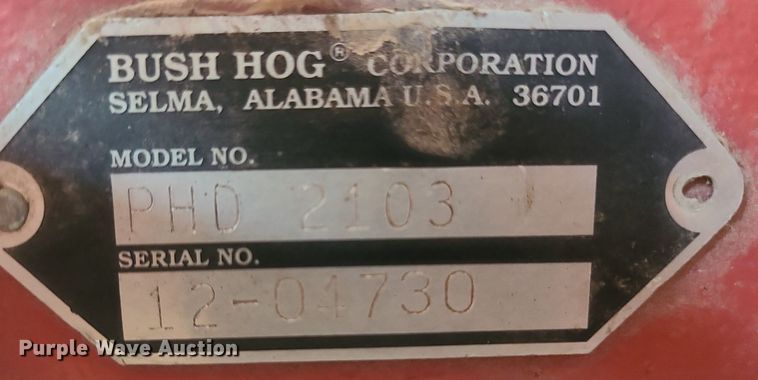 BUSH HOG® CORPORATION
SELMA, ALABAMA U.S.A. 36701
MODEL NO.
PHD 2103
SERIAL NO.
12-04730
Purple Wave Auction